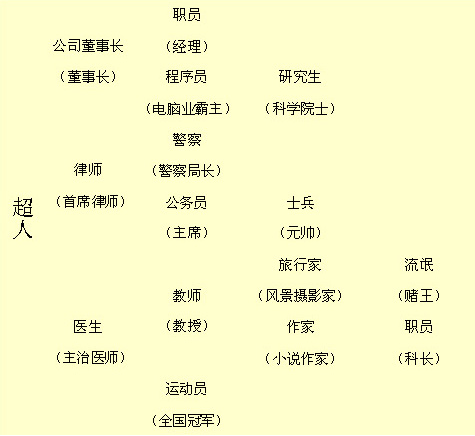 职员
公司董事长 （经理）
（董事长） 程序员 研究生
（电脑业霸主） （科学院士）
警察
律师 （警察局长）
超人 （首席律师） 公务员 士兵
（主席） （元帅）
旅行家 流氓
教师 （风景摄影家） （赌王）
医生 （教授） 作家 职员
（主治医师） （小说作家） （科长）
运动员
（全国冠军）